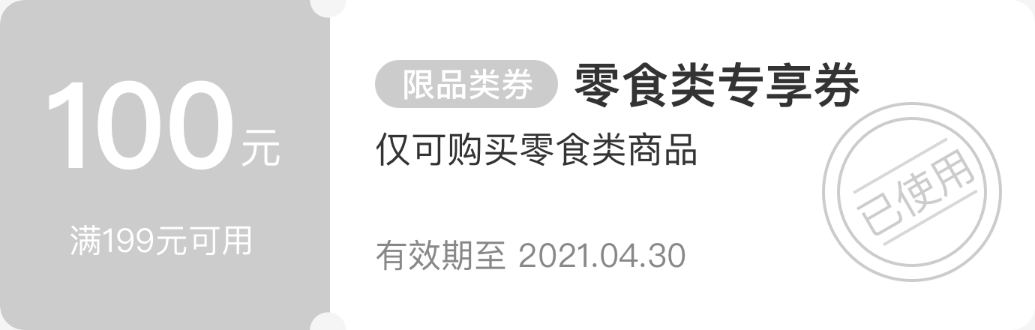 100元
满199元可用
限品类券 零食类专享券
仅可购买零食类商品
有效期至 2021.04.30
已使用